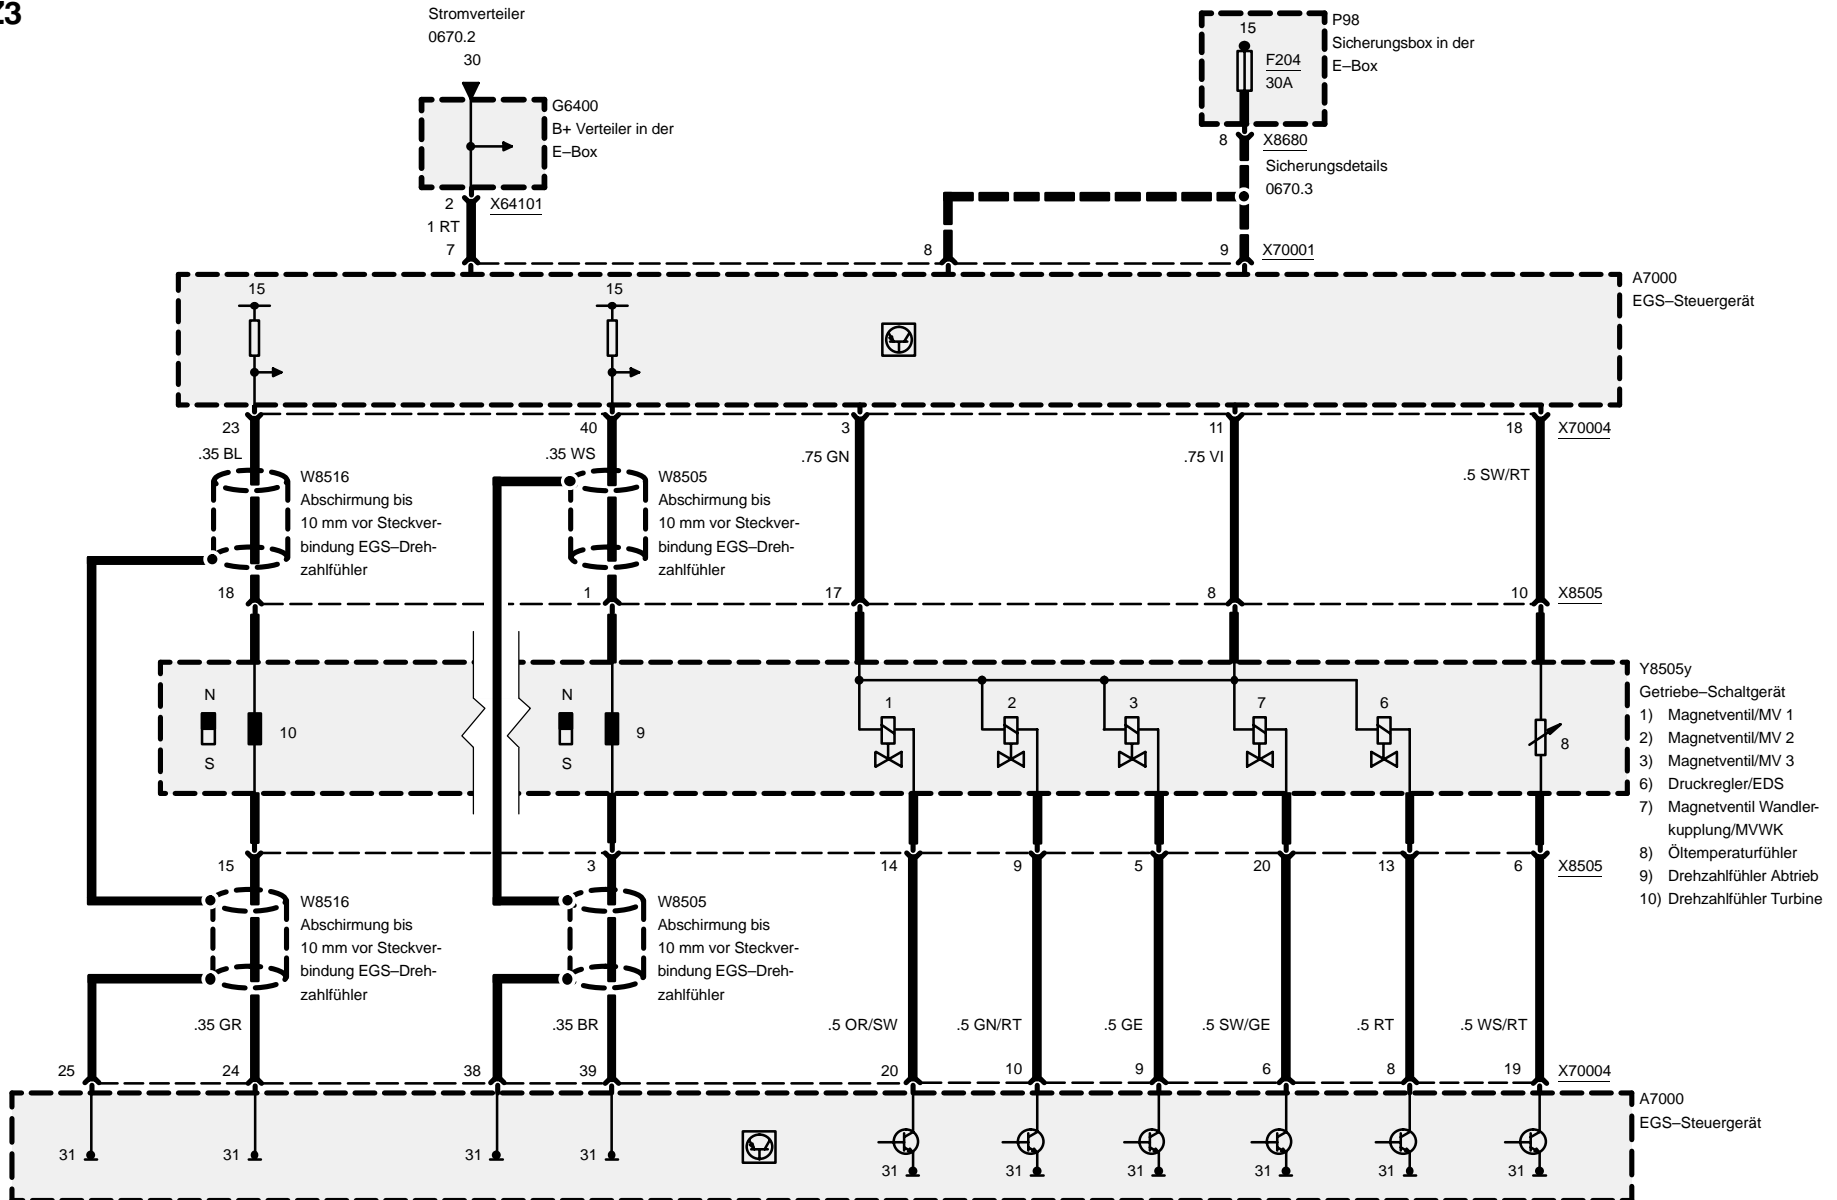 Z3
Stromverteiler
0670.2
30
G6400
B+ Verteiler in der
E–Box
2
X64101
1 RT
7
P98
Sicherungsbox in der
E–Box
15
F204
30A
8
X8680
Sicherungsdetails
0670.3
8
9
X70001
A7000
EGS–Steuergerät
15
15
23
40
3
11
18
X70004
.35 BL
.35 WS
.75 GN
.75 VI
.5 SW/RT
W8516
Abschirmung bis
10 mm vor Steckver-
bindung EGS–Dreh-
zahlfühler
W8505
Abschirmung bis
10 mm vor Steckver-
bindung EGS–Dreh-
zahlfühler
18
1
17
8
10
X8505
N
S
10
N
S
9
1
2
3
7
6
8
Y8505y
Getriebe–Schaltgerät
1) Magnetventil/MV 1
2) Magnetventil/MV 2
3) Magnetventil/MV 3
6) Druckregler/EDS
7) Magnetventil Wandler-
kupplung/MVWK
8) Öltemperaturfühler
9) Drehzahlfühler Abtrieb
10) Drehzahlfühler Turbine
15
3
14
9
5
20
13
6
X8505
W8516
Abschirmung bis
10 mm vor Steckver-
bindung EGS–Dreh-
zahlfühler
W8505
Abschirmung bis
10 mm vor Steckver-
bindung EGS–Dreh-
zahlfühler
.35 GR
.35 BR
.5 OR/SW
.5 GN/RT
.5 GE
.5 SW/GE
.5 RT
.5 WS/RT
25
24
38
39
20
10
9
6
8
19
X70004
A7000
EGS–Steuergerät
31
31
31
31
31
31
31
31
31
31